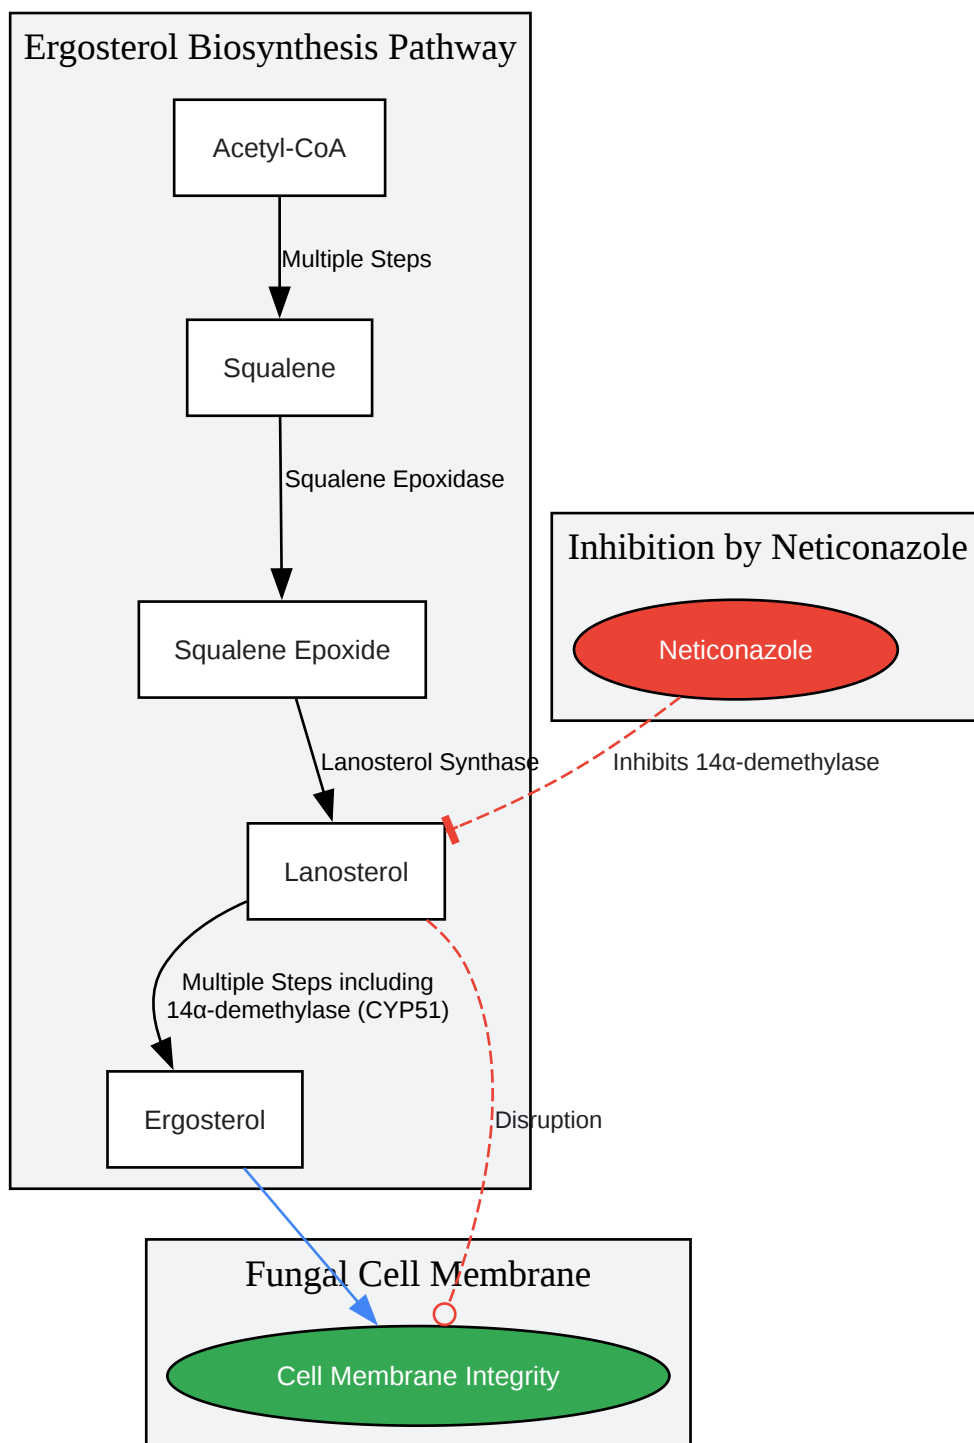 Ergosterol Biosynthesis Pathway
Acetyl-CoA
Multiple Steps
Squalene
Squalene Epoxidase
Inhibition by Neticonazole
Squalene Epoxide
Neticonazole
Lanosterol Synthase
Inhibits 14α-demethylase
Lanosterol
Multiple Steps including
14α-demethylase (CYP51)
Ergosterol
Disruption
Fungal Cell Membrane
Cell Membrane Integrity